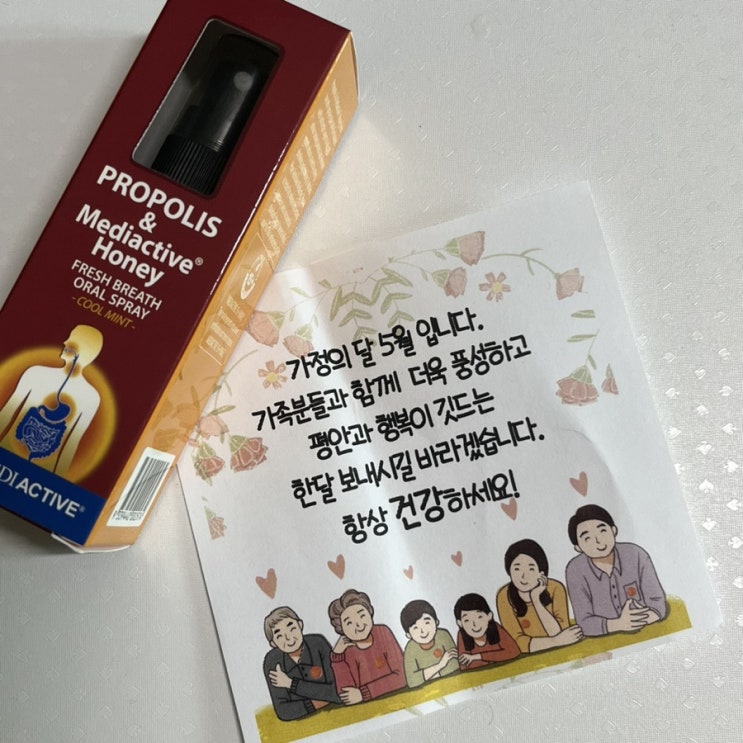 PROPOLIS
&
Mediactive®
Honey
FRESH BREATH
ORAL SPRAY
- COOL MINT -
DIACTIVE®
가정의 달 5월 입니다.
가족분들과 함께 더욱 풍성하고
평안과 행복이 깃드는
한달 보내시길 바라겠습니다.
항상 건강하세요!